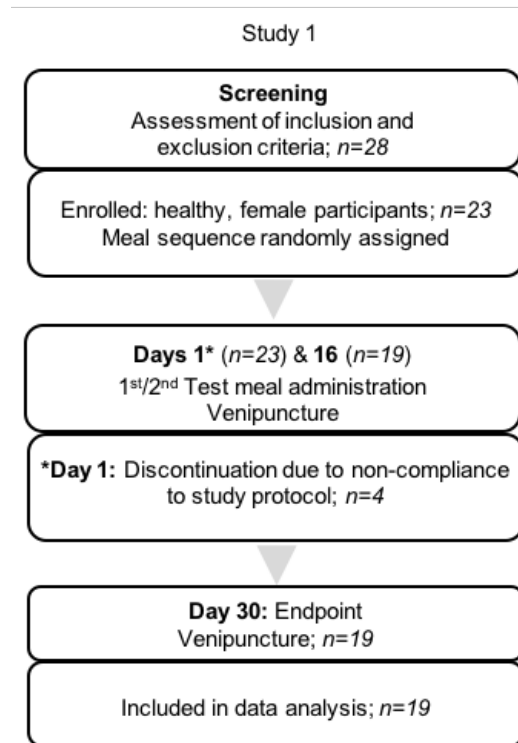 Study 1
Screening
Assessment of inclusion and
exclusion criteria; n=28
Enrolled: healthy, female participants; n=23
Meal sequence randomly assigned
Days 1* (n=23) & 16 (n=19)
1st/2nd Test meal administration
Venipuncture
*Day 1: Discontinuation due to non-compliance
to study protocol; n=4
Day 30: Endpoint
Venipuncture; n=19
Included in data analysis; n=19